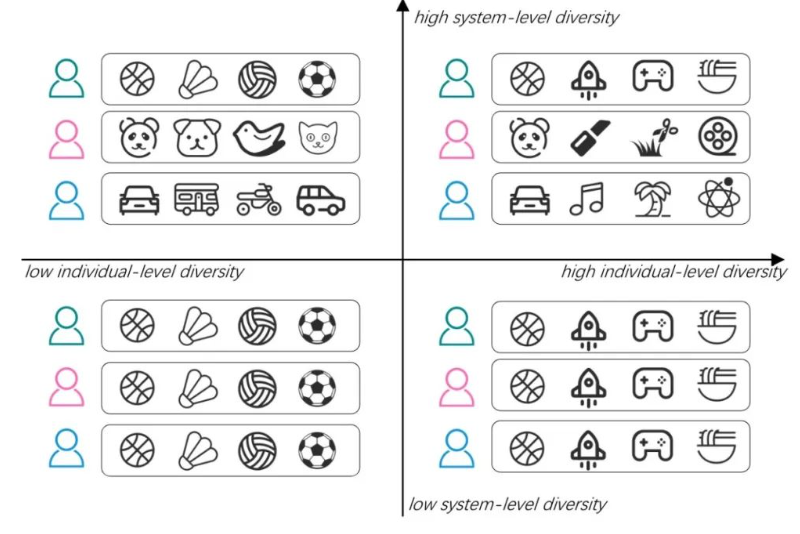 high system-level diversity
low individual-level diversity
high individual-level diversity
low system-level diversity